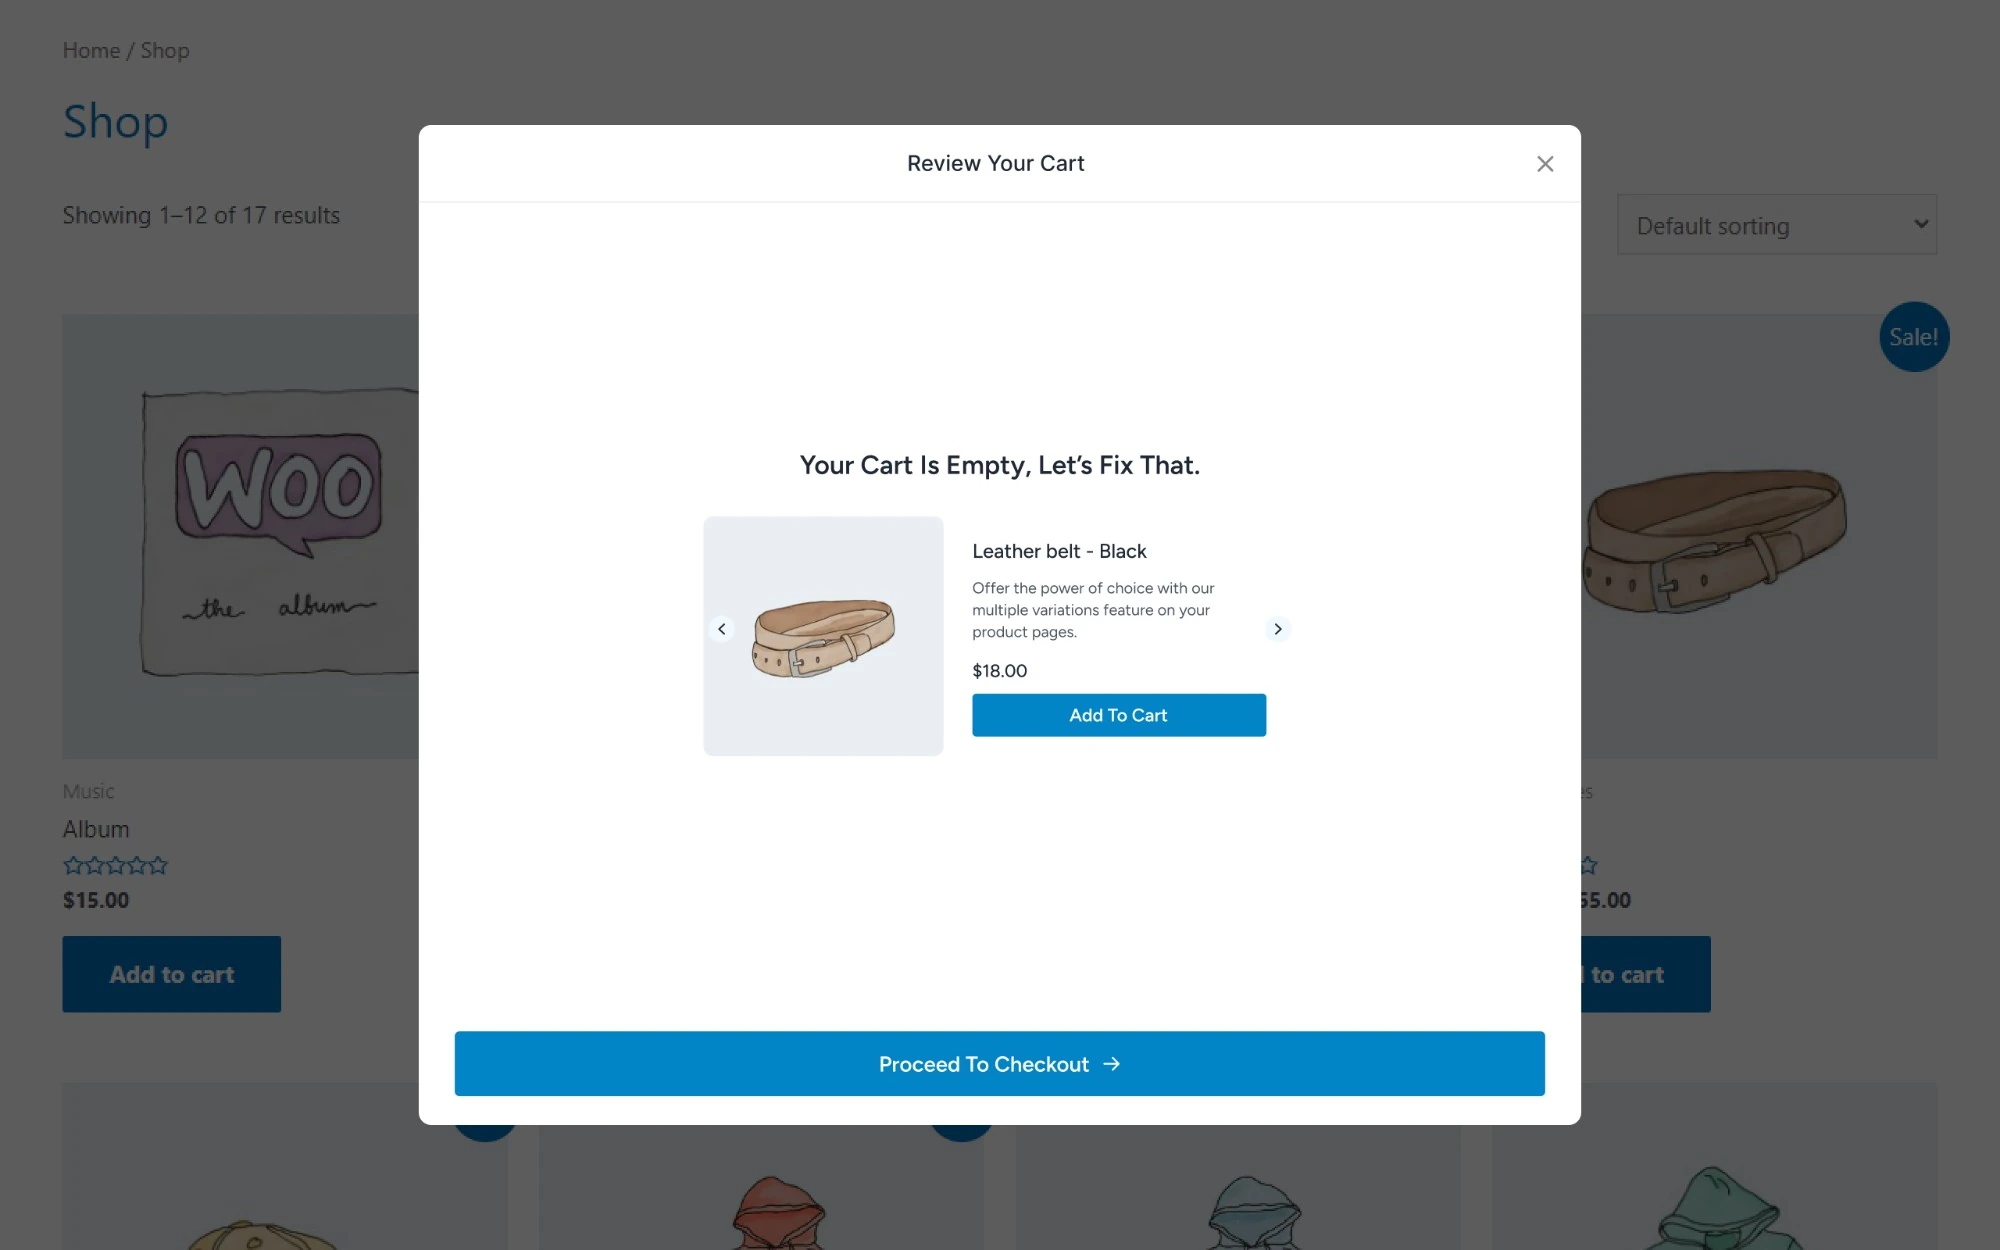 Home / Shop
Shop
Showing 1–12 of 17 results
Default sorting
Review Your Cart
Sale!
WOO
the album
Your Cart Is Empty, Let’s Fix That.
Leather belt - Black
Offer the power of choice with our
multiple variations feature on your
product pages.
$18.00
Add To Cart
Music
Album
$15.00
55.00
Add to cart
to cart
Proceed To Checkout →